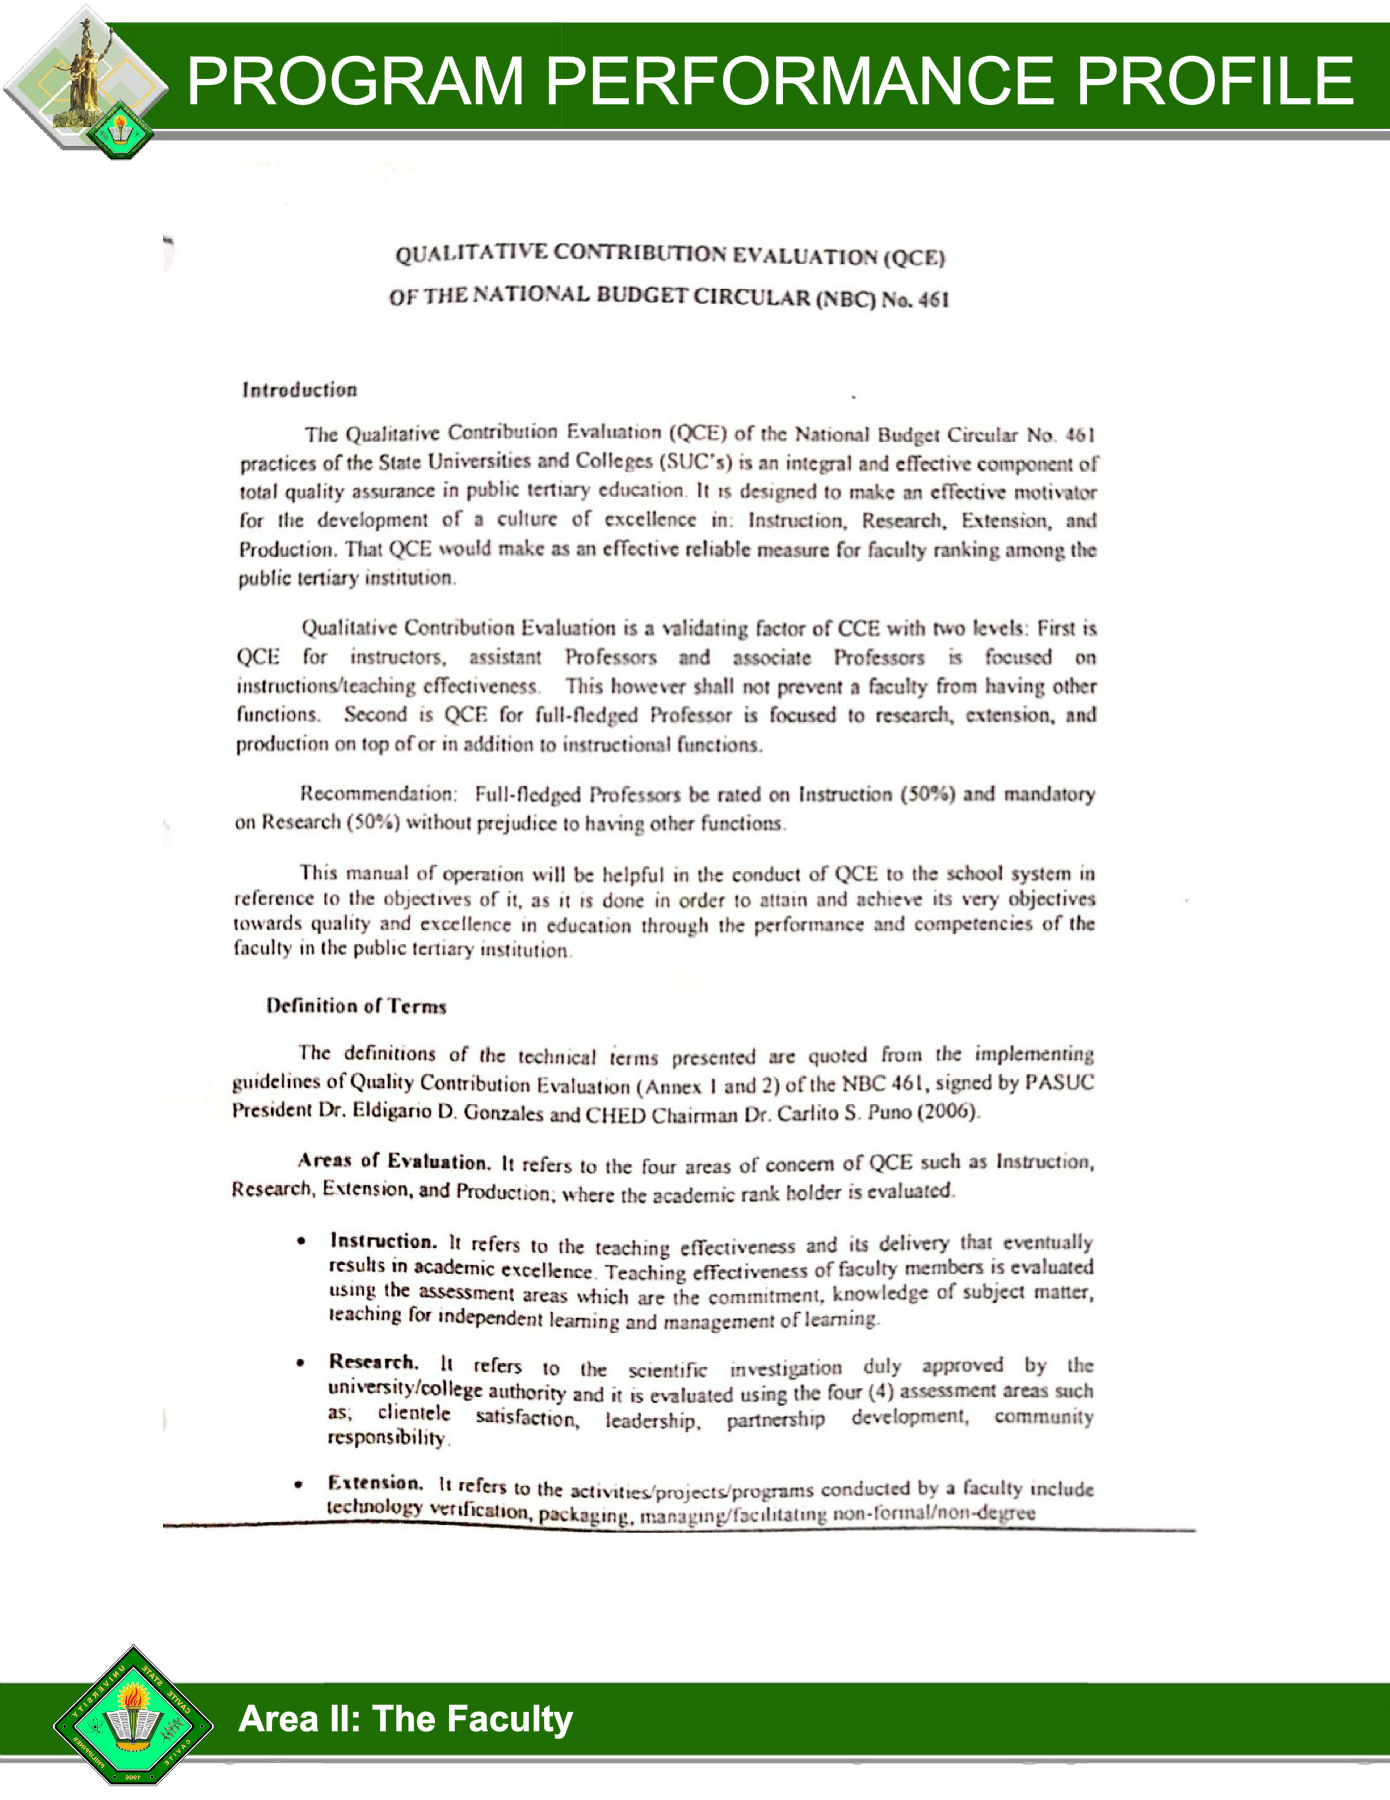 PROGRAM PERFORMANCE PROFILE
QUALITATIVE CONTRIBUTION EVALUATION (QCE)
OF THE NATIONAL BUDGET CIRCULAR (NBC) No. 461
Introduction
The Qualitative Contribution Evaluation (QCE) of the National Budget Circular No. 461
practices of the State Universities and Colleges (SUC's) is an integral and effective component of
total quality assurance in public tertiary education. It is designed to make an effective motivator
for the development of a culture of excellence in: Instruction, Research, Extension, and
Production. That QCE would make as an effective reliable measure for faculty ranking among the
public tertiary institution.
Qualitative Contribution Evaluation is a validating factor of CCE with two levels: First is
QCE for instructors, assistant Professors and associate Professors is focused on
instructions/teaching effectiveness. This however shall not prevent a faculty from having other
functions. Second is QCE for full-fledged Professor is focused to research, extension, and
production on top of or in addition to instructional functions.
Recommendation: Full-fledged Professors be rated on Instruction (50%) and mandatory
on Research (50%) without prejudice to having other functions.
This manual of operation will be helpful in the conduct of QCE to the school system in
reference to the objectives of it, as it is done in order to attain and achieve its very objectives
towards quality and excellence in education through the performance and competencies of the
faculty in the public tertiary institution.
Definition of Terms
The definitions of the technical terms presented are quoted from the implementing
guidelines of Quality Contribution Evaluation (Annex 1 and 2) of the NBC 461, signed by PASUC
President Dr. Eldigario D. Gonzales and CHED Chairman Dr. Carlito S. Puno (2006).
Areas of Evaluation. It refers to the four areas of concern of QCE such as Instruction,
Research, Extension, and Production; where the academic rank holder is evaluated.
• Instruction. It refers to the teaching effectiveness and its delivery that eventually
results in academic excellence. Teaching effectiveness of faculty members is evaluated
using the assessment areas which are the commitment, knowledge of subject matter,
teaching for independent learning and management of learning.
• Research. It refers to the scientific investigation duly approved by the
university/college authority and it is evaluated using the four (4) assessment areas such
as; clientele satisfaction, leadership, partnership development, community
responsibility.
• Extension. It refers to the activities/projects/programs conducted by a faculty include
technology verification, packaging, managing/facilitating non-formal/non-degree
CAVITE STATE UNIVERSITY
CAVITE
PHILIPPINES
1906
Area II: The Faculty